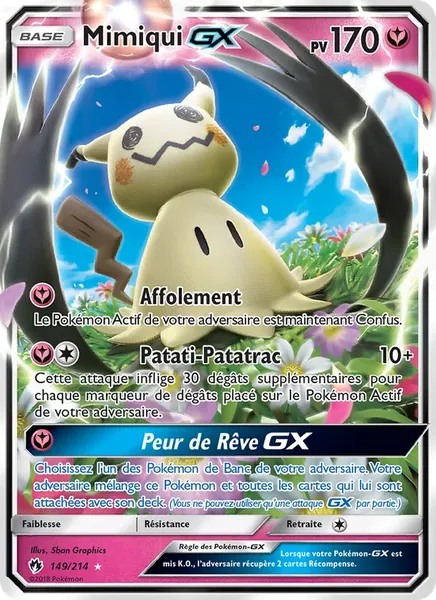 BASE Mimiqui GX PV 170
Affolement
Le Pokémon Actif de votre adversaire est maintenant Confus.
Patati-Patatrac 10+
Cette attaque inflige 30 dégâts supplémentaires pour
chaque marqueur de dégâts placé sur le Pokémon Actif
de votre adversaire.
Peur de Rêve GX
Choisissez l'un des Pokémon de Banc de votre adversaire. Votre
adversaire mélange ce Pokémon et toutes les cartes qui lui sont
attachées avec son deck. (Vous ne pouvez utiliser qu'une attaque GX par partie.)
Faiblesse Résistance Retraite
Illus. 5ban Graphics
149/214
©2018 Pokémon
Règle des Pokémon-GX
Lorsque votre Pokémon-GX est
mis K.O., l'adversaire récupère 2 cartes Récompense.